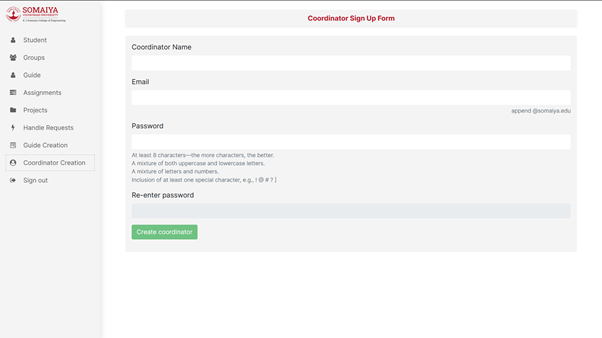 SOMAIYA
VIDYAVIHAR UNIVERSITY
K J Somaiya College of Engineering
Student
Groups
Guide
Assignments
Projects
Handle Requests
Guide Creation
Coordinator Creation
Sign out
Coordinator Sign Up Form
Coordinator Name
Email
append @somaiya.edu
Password
At least 8 characters—the more characters, the better.
A mixture of both uppercase and lowercase letters.
A mixture of letters and numbers.
Inclusion of at least one special character, e.g., ! @ # ? ]
Re-enter password
Create coordinator